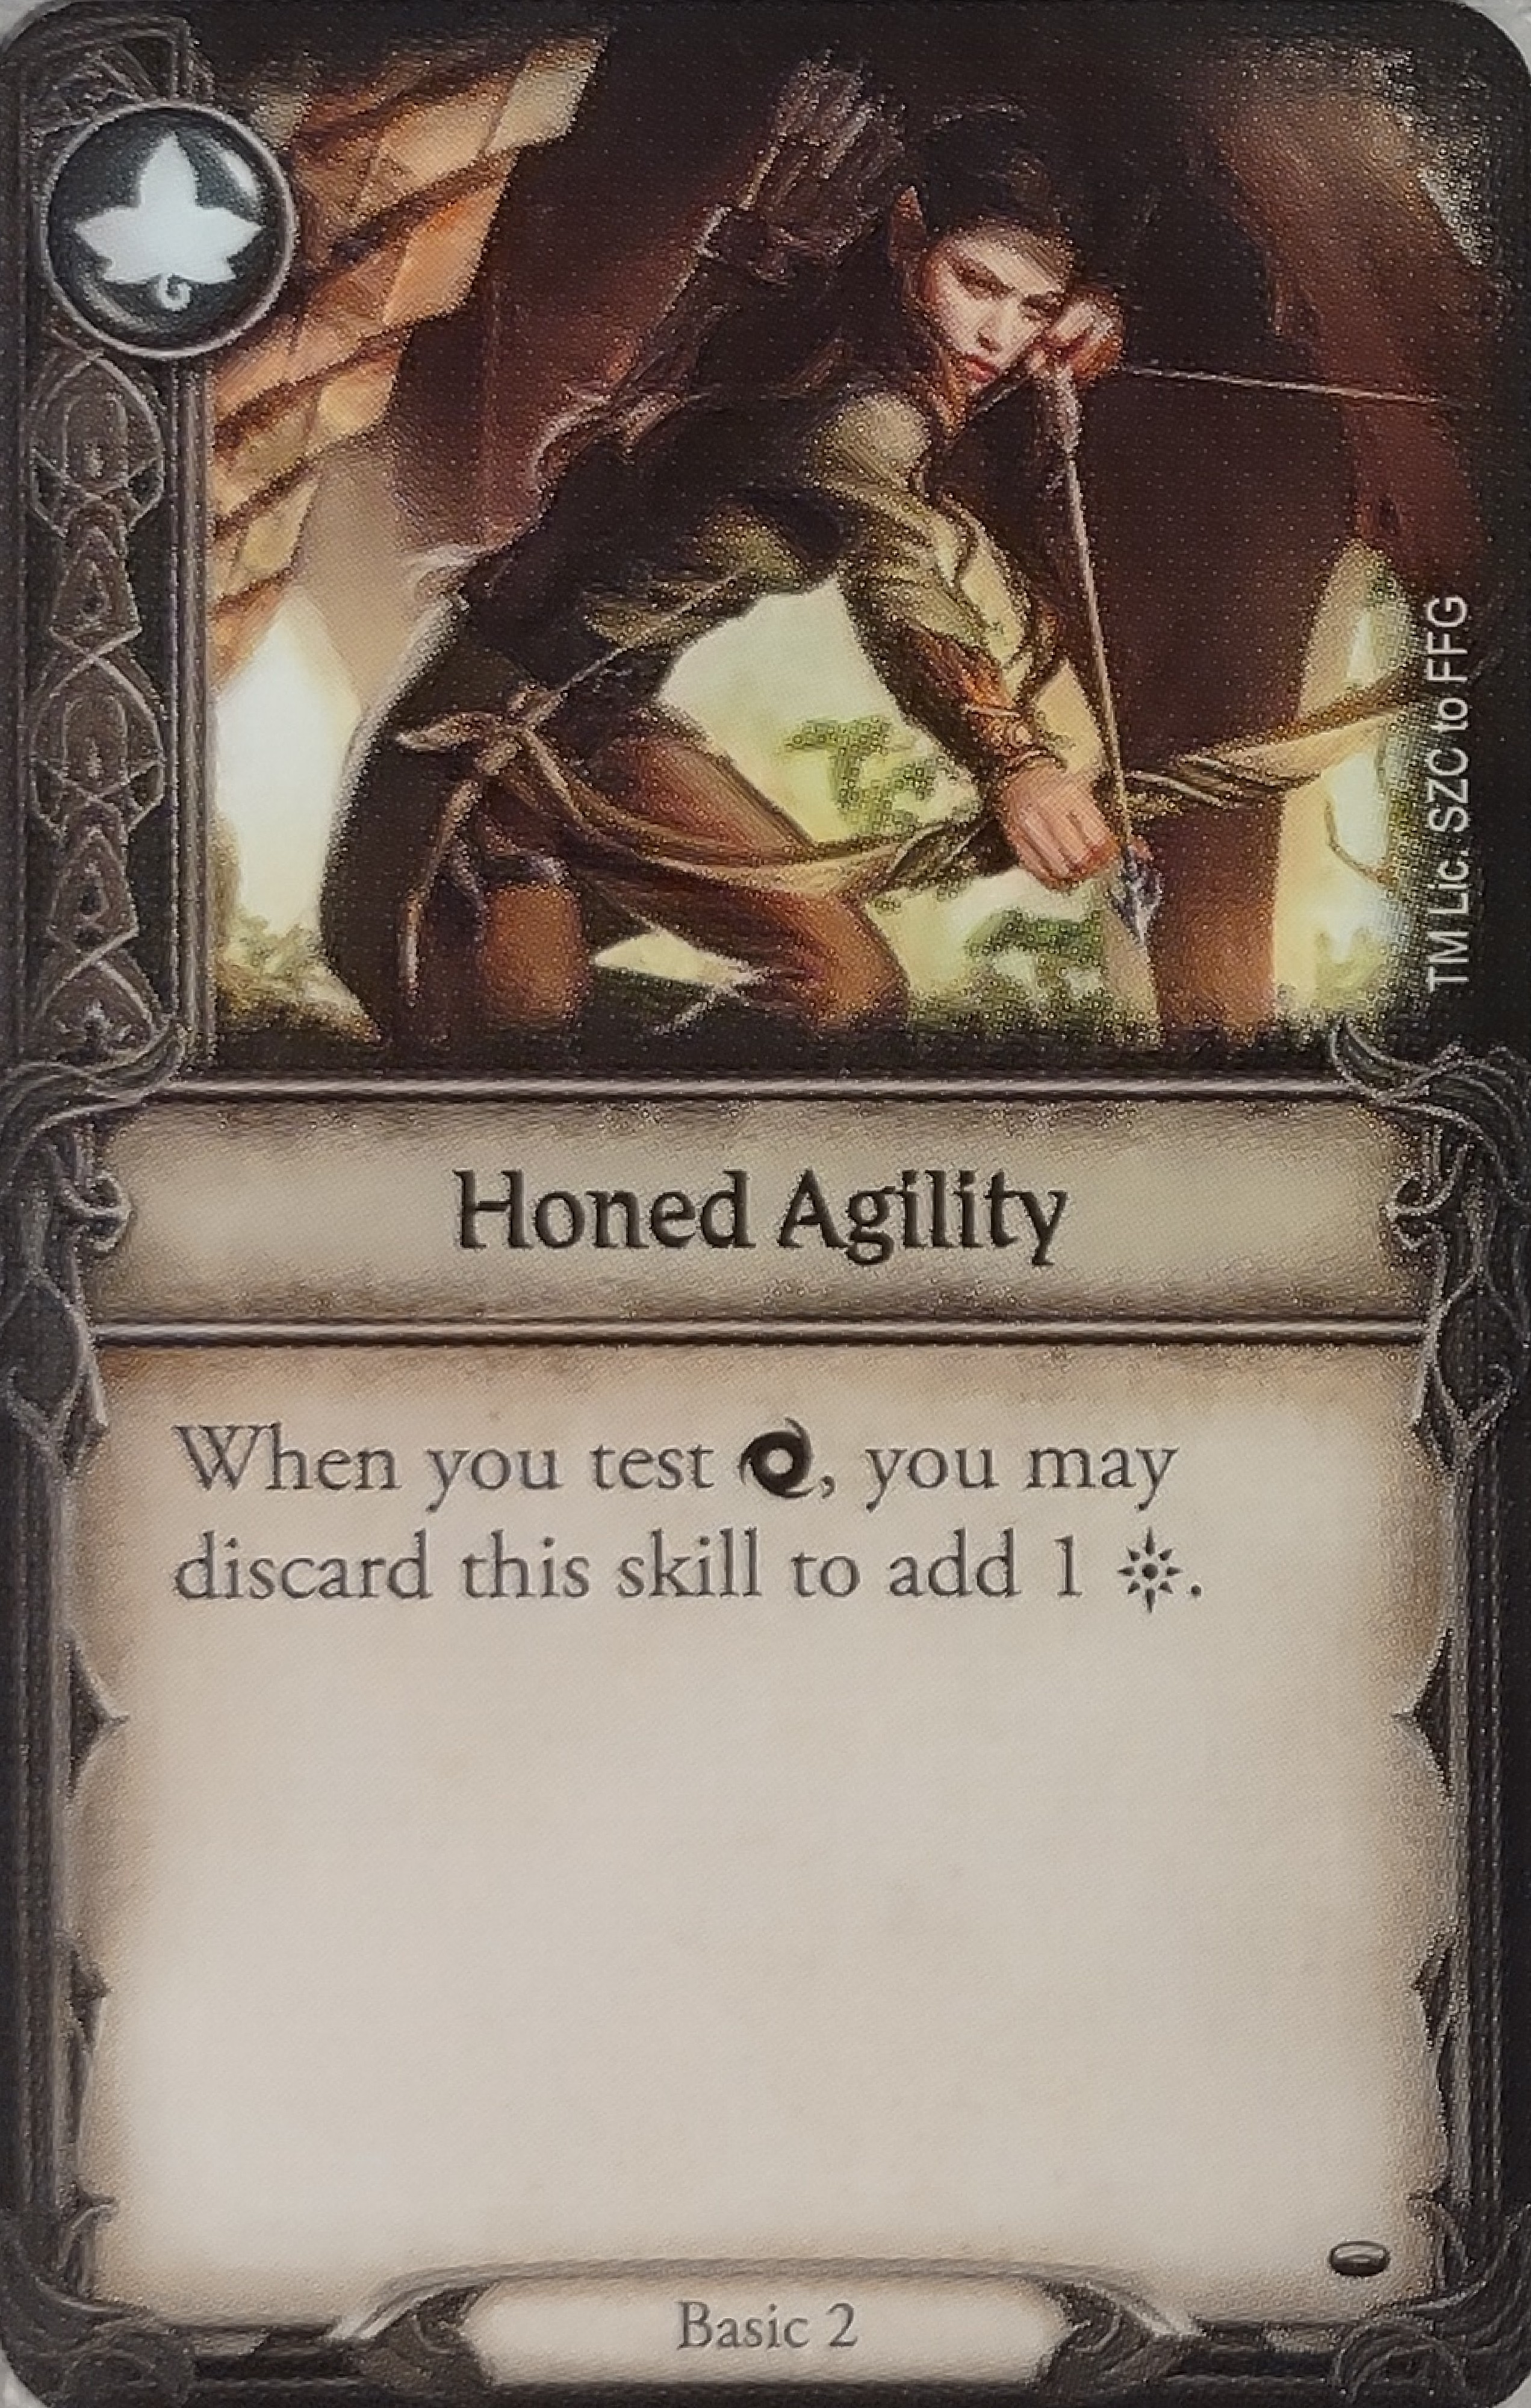 TM Lic. SZC to FFG
Honed Agility
When you test , you may
discard this skill to add 1 .
Basic 2